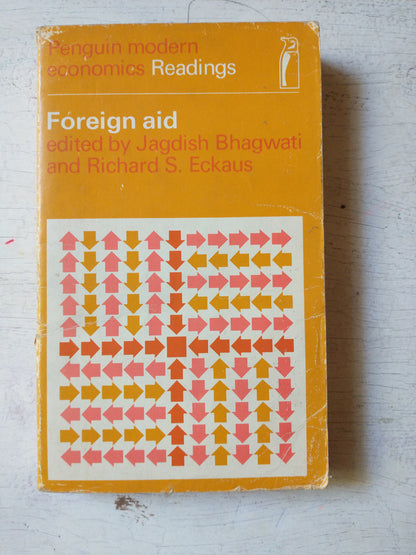 Penguin modern
economics Readings
Foreign aid
edited by Jagdish Bhagwati
and Richard S. Eckaus